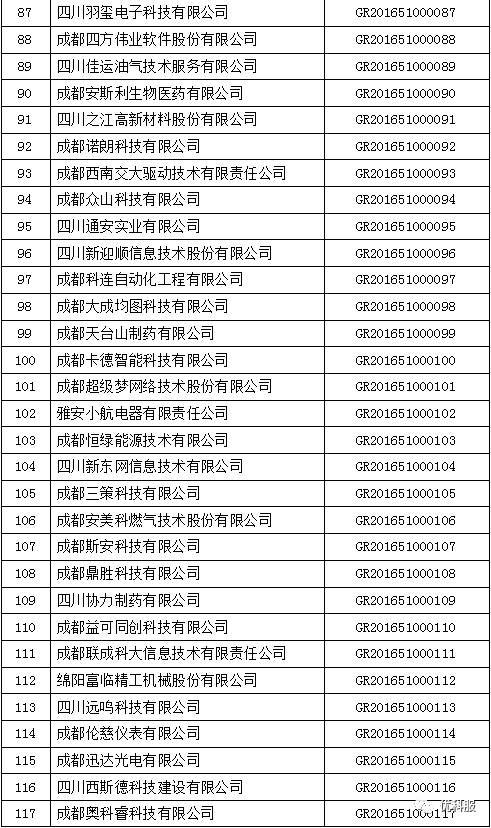 87 四川羽玺电子科技有限公司 GR201651000087
88 成都四方伟业软件股份有限公司 GR201651000088
89 四川佳运油气技术服务有限公司 GR201651000089
90 成都安斯利生物医药有限公司 GR201651000090
91 四川之江高新材料股份有限公司 GR201651000091
92 成都诺朗科技有限公司 GR201651000092
93 成都西南交大驱动技术有限责任公司 GR201651000093
94 成都众山科技有限公司 GR201651000094
95 四川通安实业有限公司 GR201651000095
96 四川新迎顺信息技术股份有限公司 GR201651000096
97 成都科连自动化工程有限公司 GR201651000097
98 成都大成均图科技有限公司 GR201651000098
99 成都天台山制药有限公司 GR201651000099
100 成都卡德智能科技有限公司 GR201651000100
101 成都超级梦网络技术股份有限公司 GR201651000101
102 雅安小航电器有限责任公司 GR201651000102
103 成都恒绿能源技术有限公司 GR201651000103
104 四川新东网信息技术有限公司 GR201651000104
105 成都三策科技有限公司 GR201651000105
106 成都安美科燃气技术股份有限公司 GR201651000106
107 成都斯安科技有限公司 GR201651000107
108 成都鼎胜科技有限公司 GR201651000108
109 四川协力制药有限公司 GR201651000109
110 成都益可同创科技有限公司 GR201651000110
111 成都联成科大信息技术有限责任公司 GR201651000111
112 绵阳富临精工机械股份有限公司 GR201651000112
113 四川远鸣科技有限公司 GR201651000113
114 成都伦慈仪表有限公司 GR201651000114
115 成都迅达光电有限公司 GR201651000115
116 四川西斯德科技建设有限公司 GR201651000116
117 成都奥科睿科技有限公司 GR201651000117
优科服